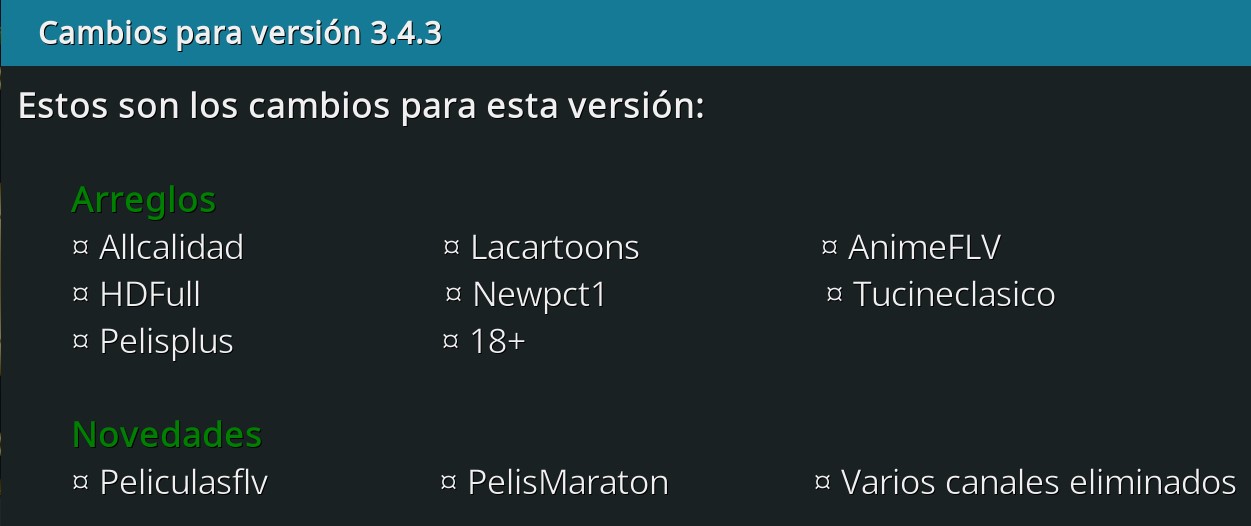 Cambios para versión 3.4.3
Estos son los cambios para esta versión:
Arreglos
¤ Allcalidad ¤ Lacartoons ¤ AnimeFLV
¤ HDFull ¤ Newpct1 ¤ Tucineclasico
¤ Pelisplus ¤ 18+
Novedades
¤ Peliculasflv ¤ PelisMaraton ¤ Varios canales eliminados